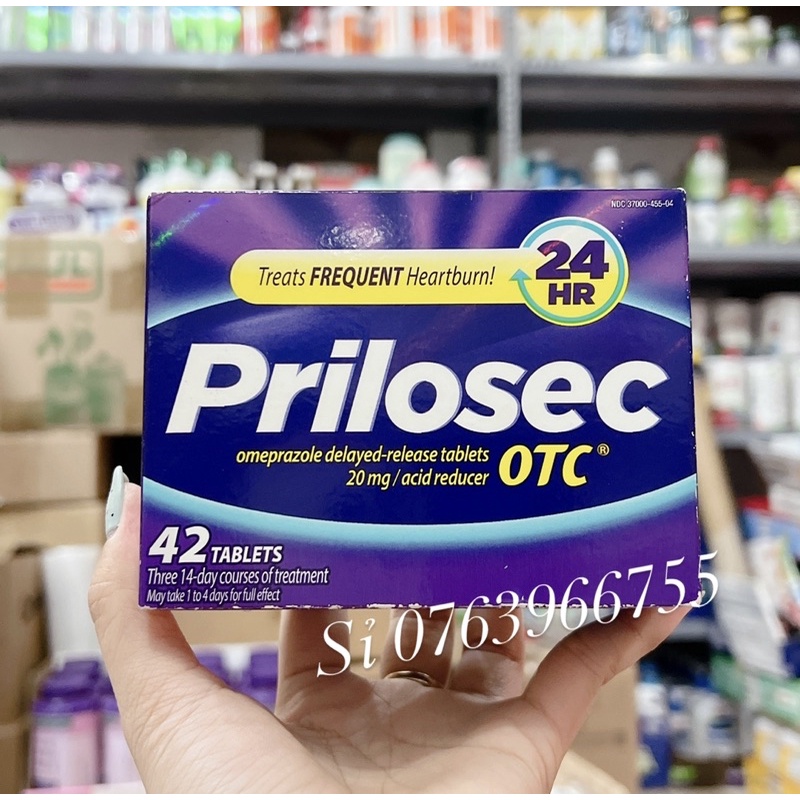 NDC 37000-455-04
Treats FREQUENT Heartburn!
24
HR
Prilosec
omeprazole delayed-release tablets
20 mg / acid reducer
OTC®
42 TABLETS
Three 14-day courses of treatment
May take 1 to 4 days for full effect
Sỉ 0763966755